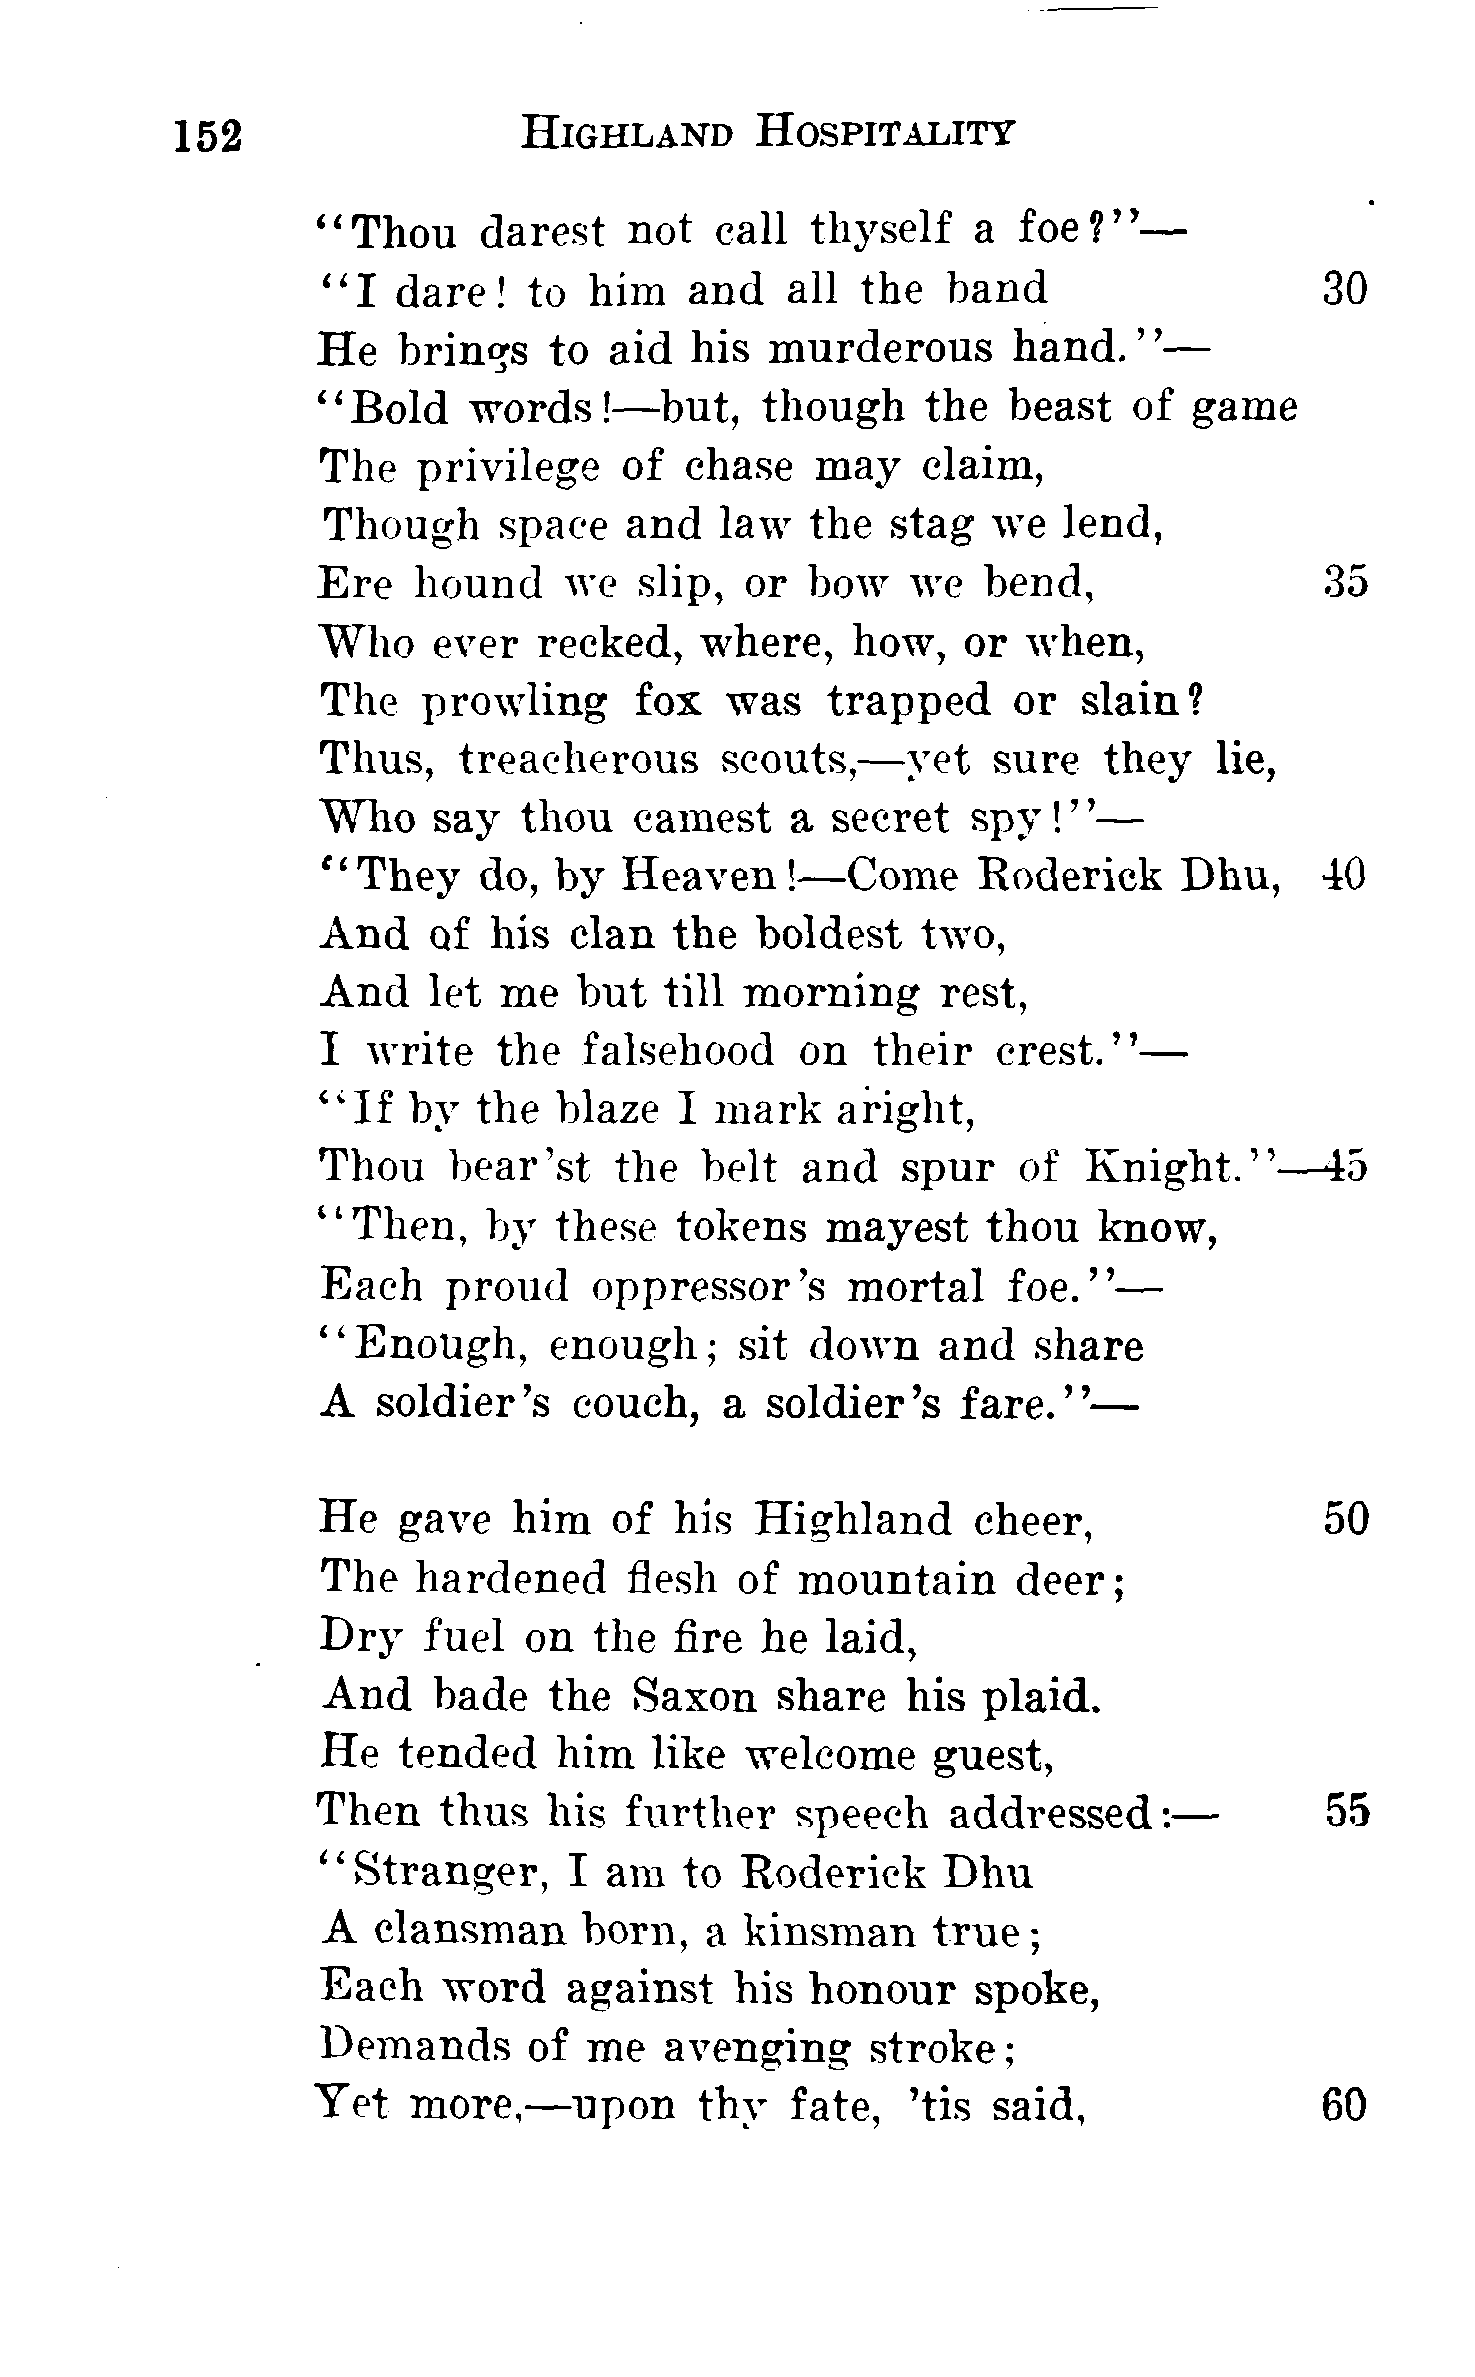 152 HIGHLAND HOSPITALITY
"Thou darest not call thyself a foe?"—
"I dare! to him and all the band 30
He brings to aid his murderous hand."—
"Bold words!—but, though the beast of game
The privilege of chase may claim,
Though space and law the stag we lend,
Ere hound we slip, or bow we bend, 35
Who ever recked, where, how, or when,
The prowling fox was trapped or slain?
Thus, treacherous scouts,—yet sure they lie,
Who say thou camest a secret spy!"—
"They do, by Heaven!—Come Roderick Dhu, 40
And of his clan the boldest two,
And let me but till morning rest,
I write the falsehood on their crest."—
"If by the blaze I mark aright,
Thou bear'st the belt and spur of Knight."—45
"Then, by these tokens mayest thou know,
Each proud oppressor's mortal foe."—
"Enough, enough; sit down and share
A soldier's couch, a soldier's fare."—
He gave him of his Highland cheer, 50
The hardened flesh of mountain deer;
Dry fuel on the fire he laid,
And bade the Saxon share his plaid.
He tended him like welcome guest,
Then thus his further speech addressed:— 55
"Stranger, I am to Roderick Dhu
A clansman born, a kinsman true;
Each word against his honour spoke,
Demands of me avenging stroke;
Yet more,—upon thy fate, 'tis said, 60